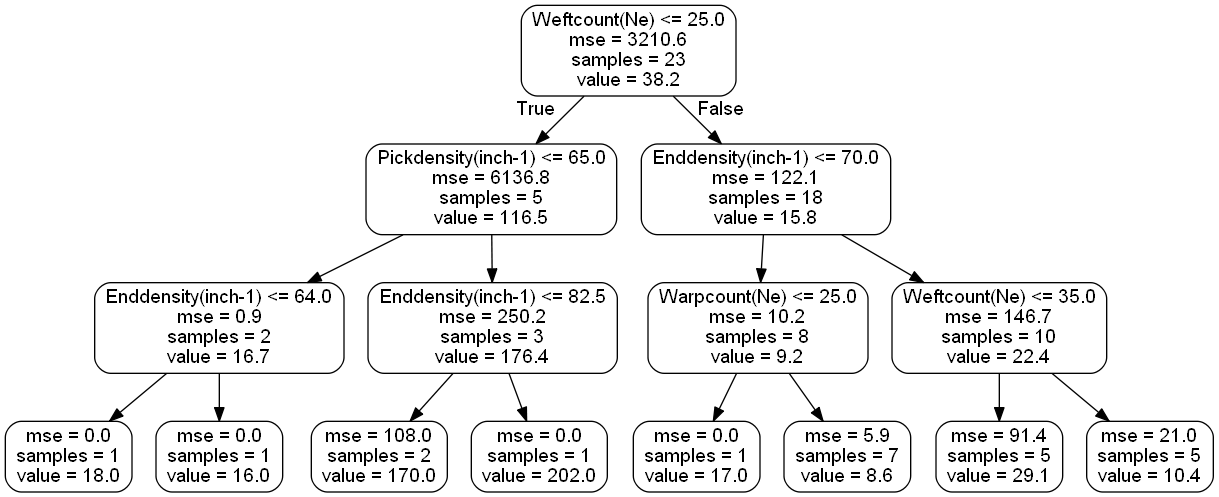 Weftcount(Ne) <= 25.0
mse = 3210.6
samples = 23
value = 38.2
True
False
Pickdensity(inch-1) <= 65.0
mse = 6136.8
samples = 5
value = 116.5
Enddensity(inch-1) <= 70.0
mse = 122.1
samples = 18
value = 15.8
Enddensity(inch-1) <= 64.0
mse = 0.9
samples = 2
value = 16.7
Enddensity(inch-1) <= 82.5
mse = 250.2
samples = 3
value = 176.4
Warpcount(Ne) <= 25.0
mse = 10.2
samples = 8
value = 9.2
Weftcount(Ne) <= 35.0
mse = 146.7
samples = 10
value = 22.4
mse = 0.0
samples = 1
value = 18.0
mse = 0.0
samples = 1
value = 16.0
mse = 108.0
samples = 2
value = 170.0
mse = 0.0
samples = 1
value = 202.0
mse = 0.0
samples = 1
value = 17.0
mse = 5.9
samples = 7
value = 8.6
mse = 91.4
samples = 5
value = 29.1
mse = 21.0
samples = 5
value = 10.4